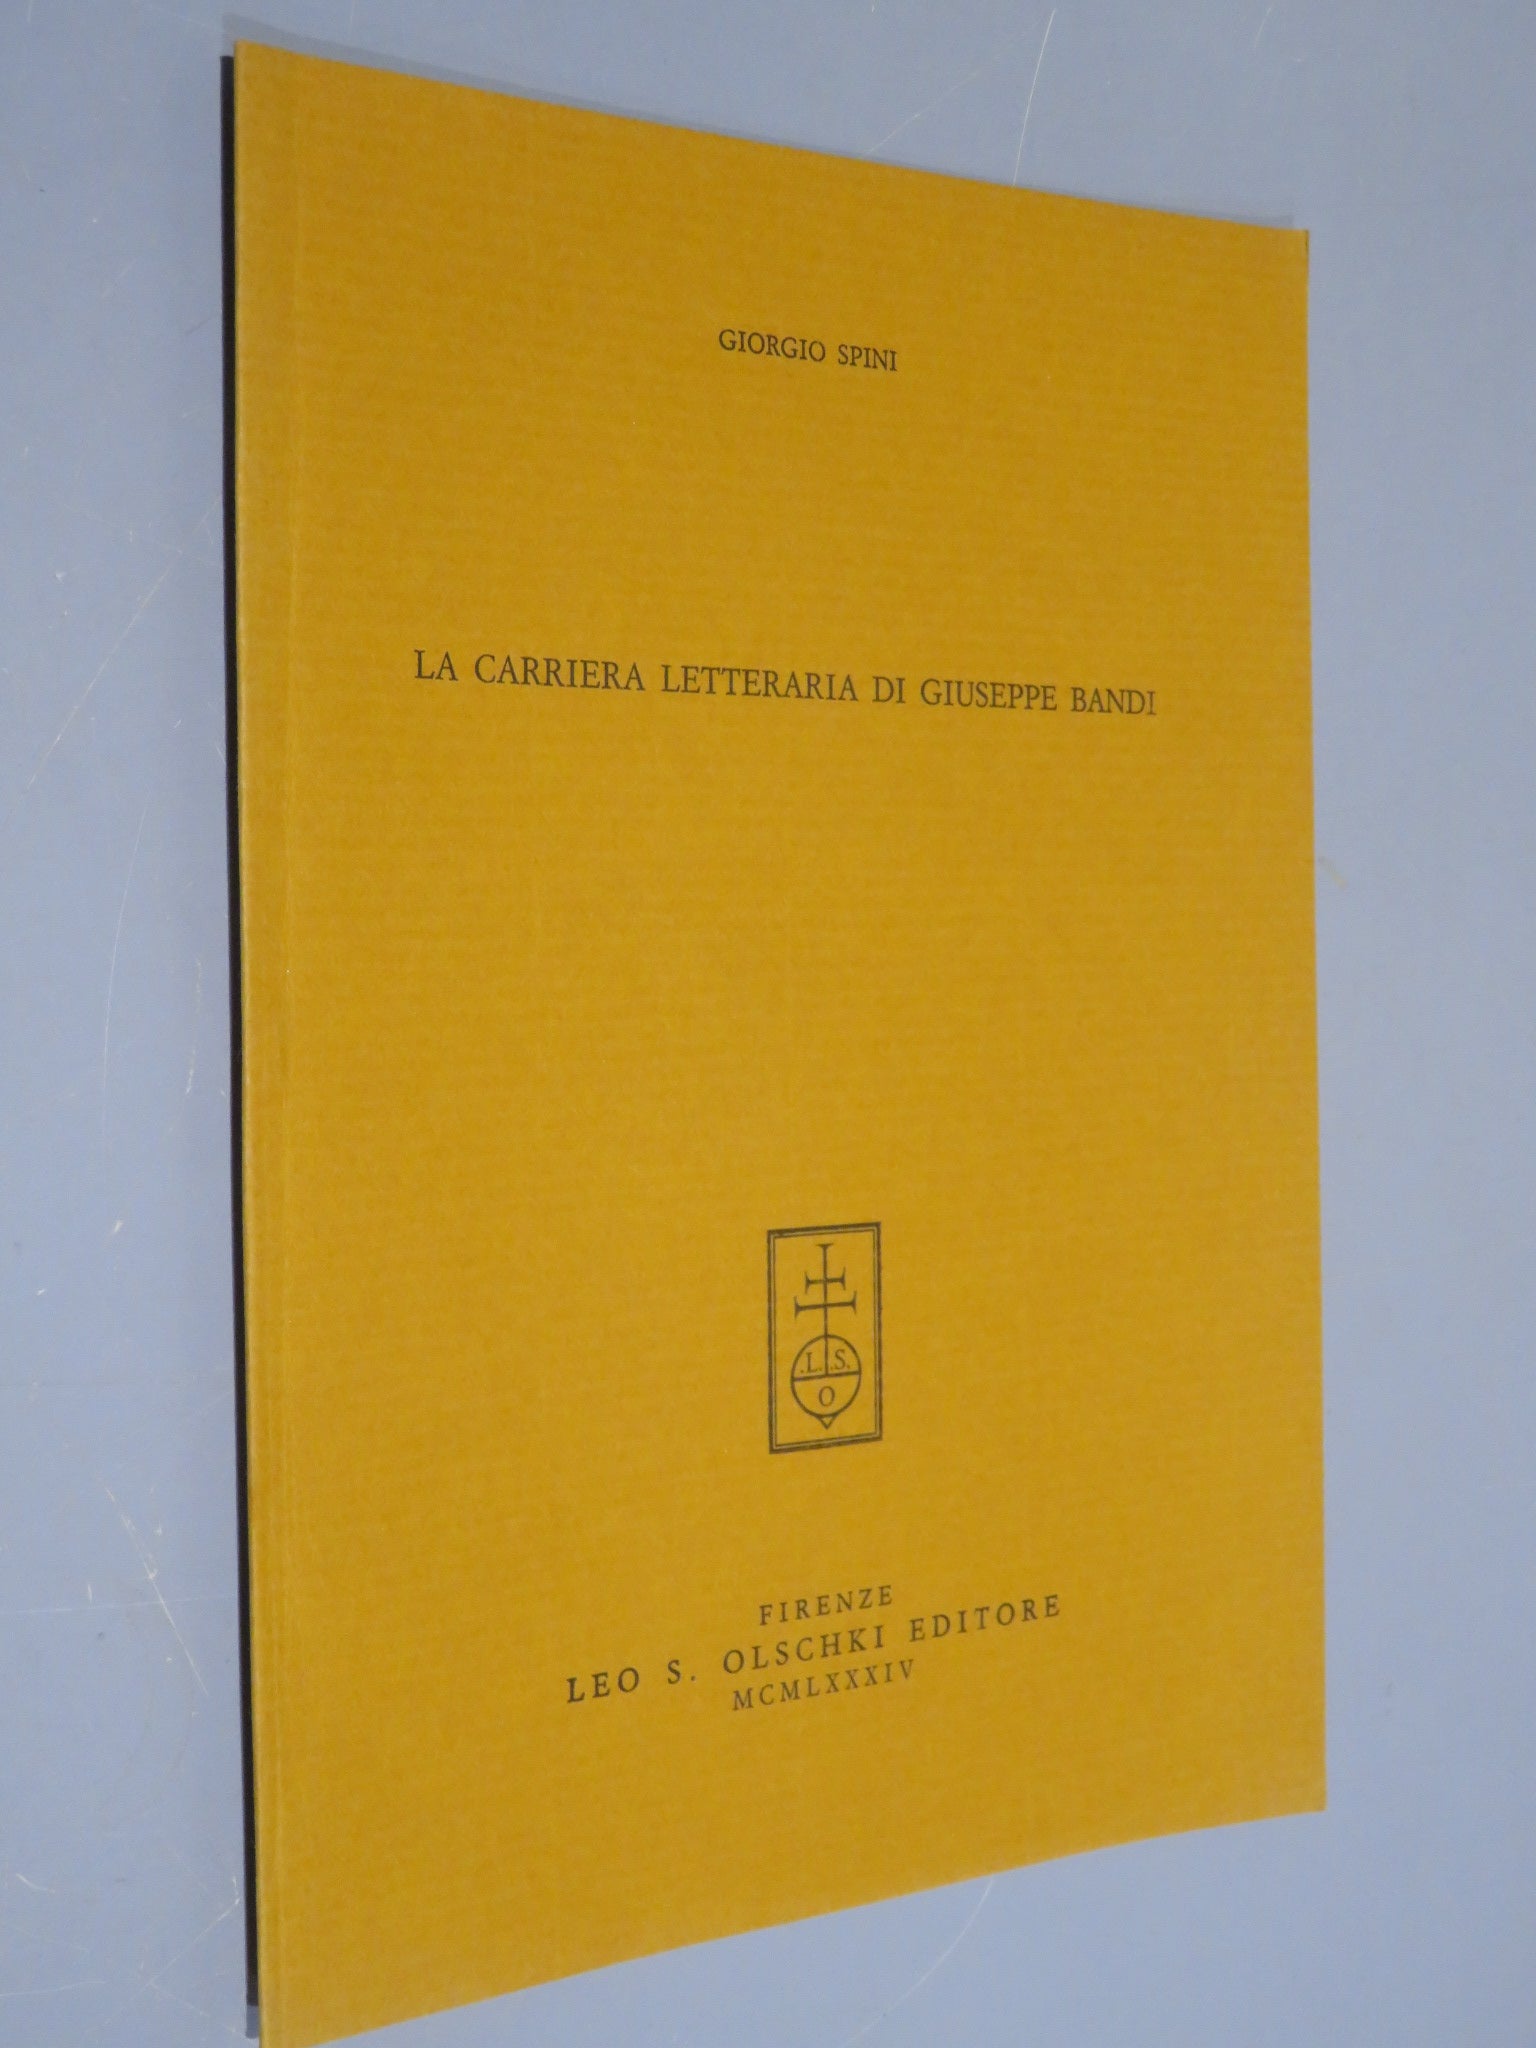 GIORGIO SPINI
LA CARRIERA LETTERARIA DI GIUSEPPE BANDI
.L. .S.
O
FIRENZE
LEO S. OLSCHKI EDITORE
MCMLXXXIV